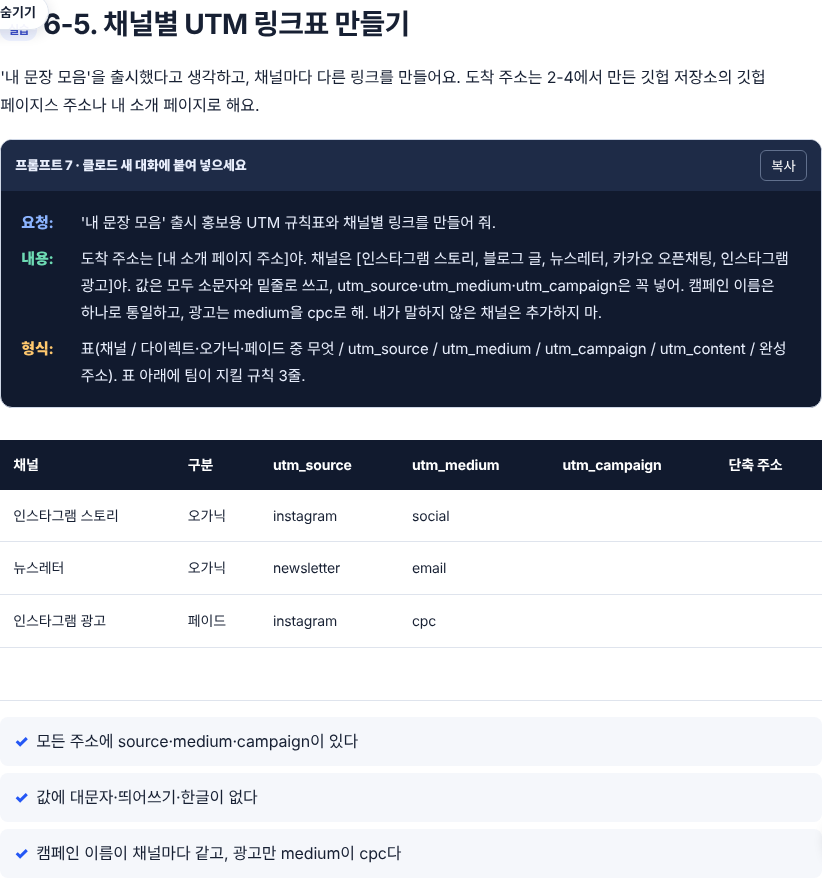 숨기기
실습
6-5. 채널별 UTM 링크표 만들기
'내 문장 모음'을 출시했다고 생각하고, 채널마다 다른 링크를 만들어요. 도착 주소는 2-4에서 만든 깃헙 저장소의 깃헙
페이지스 주소나 내 소개 페이지로 해요.
프롬프트 7 · 클로드 새 대화에 붙여 넣으세요
복사
요청: '내 문장 모음' 출시 홍보용 UTM 규칙표와 채널별 링크를 만들어 줘.
내용: 도착 주소는 [내 소개 페이지 주소]야. 채널은 [인스타그램 스토리, 블로그 글, 뉴스레터, 카카오 오픈채팅, 인스타그램
광고]야. 값은 모두 소문자와 밑줄로 쓰고, utm_source·utm_medium·utm_campaign은 꼭 넣어. 캠페인 이름은
하나로 통일하고, 광고는 medium을 cpc로 해. 내가 말하지 않은 채널은 추가하지 마.
형식: 표(채널 / 다이렉트·오가닉·페이드 중 무엇 / utm_source / utm_medium / utm_campaign / utm_content / 완성
주소). 표 아래에 팀이 지킬 규칙 3줄.
채널 구분 utm_source utm_medium utm_campaign 단축 주소
인스타그램 스토리 오가닉 instagram social
뉴스레터 오가닉 newsletter email
인스타그램 광고 페이드 instagram cpc
모든 주소에 source·medium·campaign이 있다
값에 대문자·띄어쓰기·한글이 없다
캠페인 이름이 채널마다 같고, 광고만 medium이 cpc다